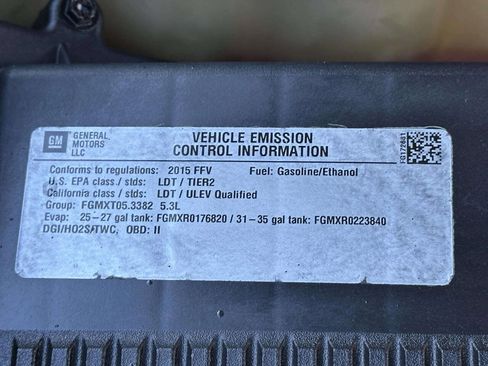 GM
GENERAL
MOTORS
LLC
VEHICLE EMISSION
CONTROL INFORMATION
FG172881
Conforms to regulations: 2015 FFV Fuel: Gasoline/Ethanol
U.S. EPA class / stds: LDT / TIER2
California class / stds: LDT / ULEV Qualified
Group: FGMXT05.3382 5.3L
Evap: 25-27 gal tank: FGMXR0176820 / 31-35 gal tank: FGMXR0223840
DGI/HO2S/TWC, OBD: II